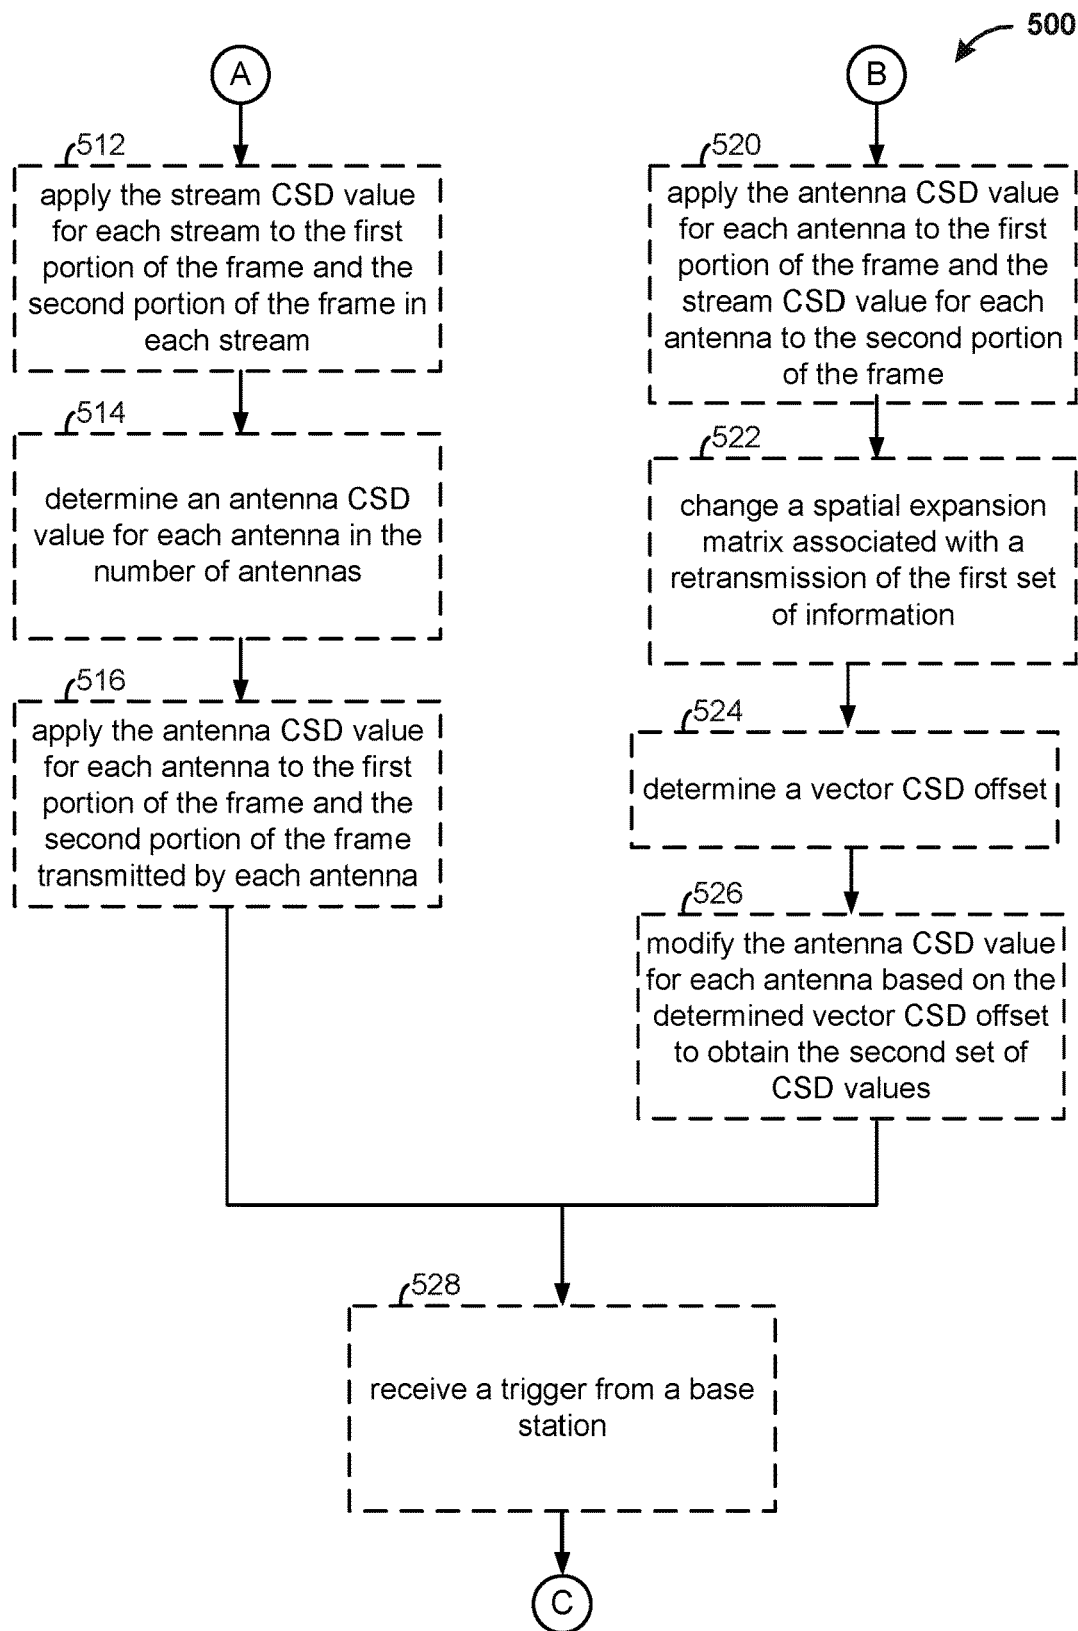 500
A
512
apply the stream CSD value
for each stream to the first
portion of the frame and the
second portion of the frame in
each stream
514
determine an antenna CSD
value for each antenna in the
number of antennas
516
apply the antenna CSD value
for each antenna to the first
portion of the frame and the
second portion of the frame
transmitted by each antenna
B
520
apply the antenna CSD value
for each antenna to the first
portion of the frame and the
stream CSD value for each
antenna to the second portion
of the frame
522
change a spatial expansion
matrix associated with a
retransmission of the first set
of information
524
determine a vector CSD offset
526
modify the antenna CSD value
for each antenna based on the
determined vector CSD offset
to obtain the second set of
CSD values
528
receive a trigger from a base
station
C